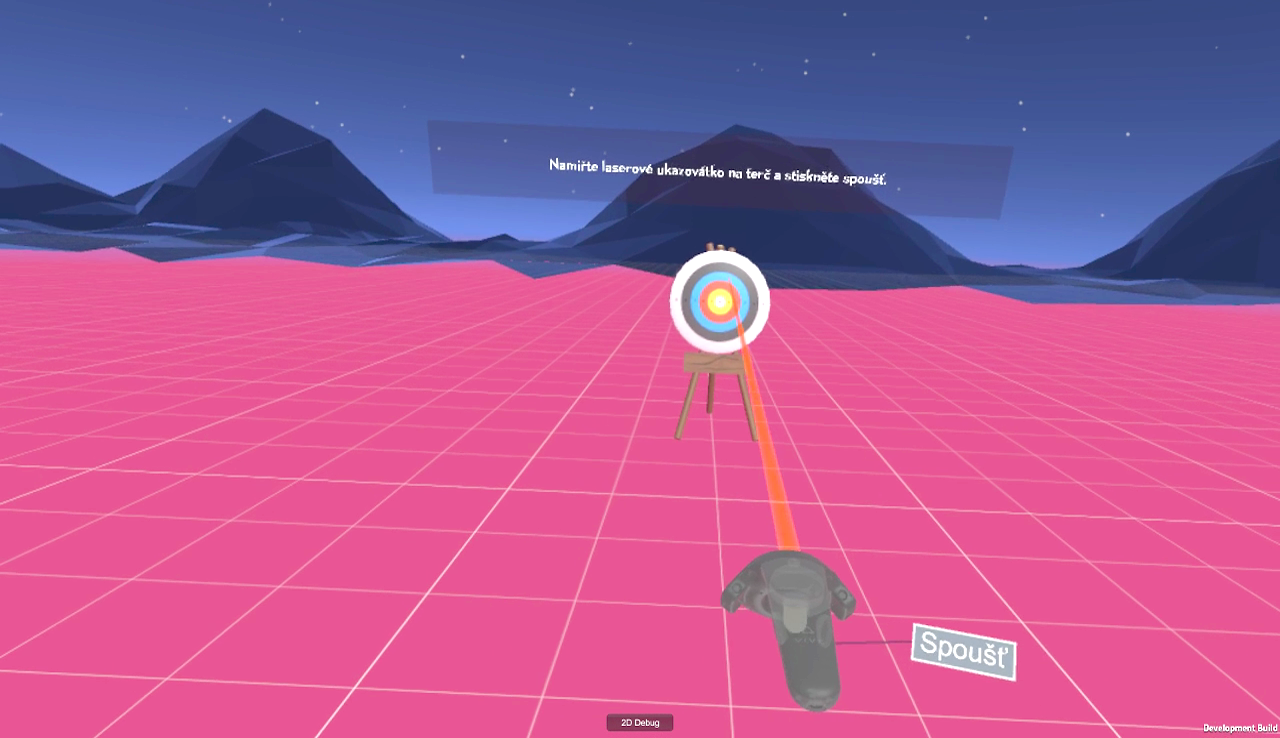 Namiřte laserové ukazovátko na terč a stiskněte spoušť.
Spoušť
2D Debug
Development Build